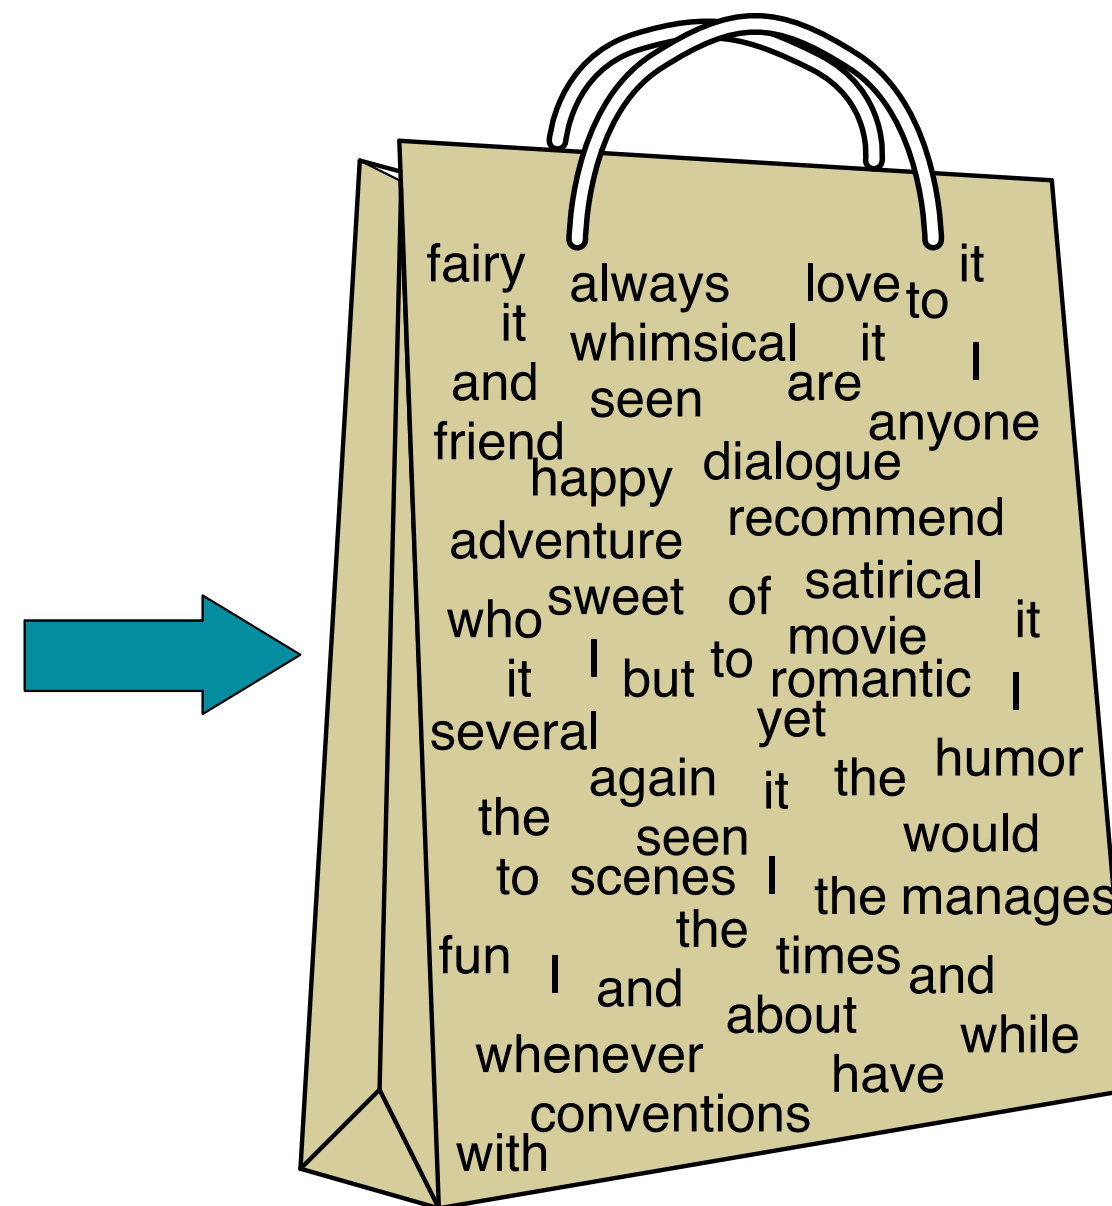 fairy always love to it
it whimsical it I
and seen are anyone
friend happy dialogue
adventure recommend
who sweet of satirical it
it I but to movie romantic I
several yet
again it the humor
the seen would
to scenes I the manages
fun the times and
I and about while
whenever have
conventions
with